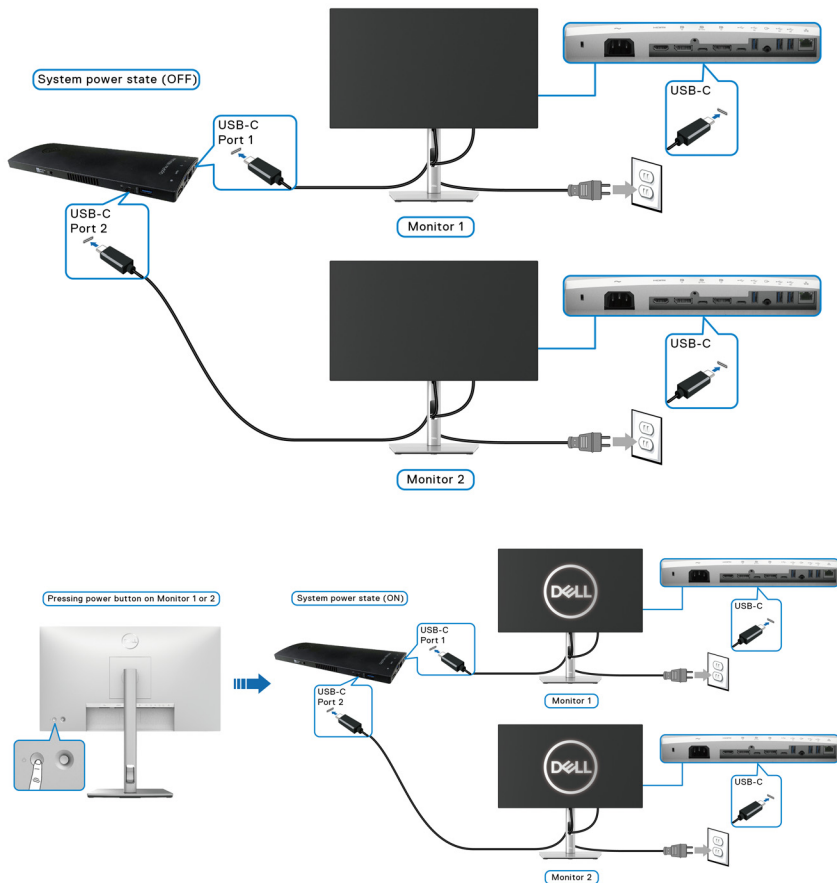 System power state (OFF)
USB-C
Port 1
USB-C
Monitor 1
USB-C
Port 2
USB-C
Monitor 2
Pressing power button on Monitor 1 or 2
System power state (ON)
DELL
USB-C
Port 1
USB-C
Monitor 1
USB-C
Port 2
DELL
USB-C
Monitor 2